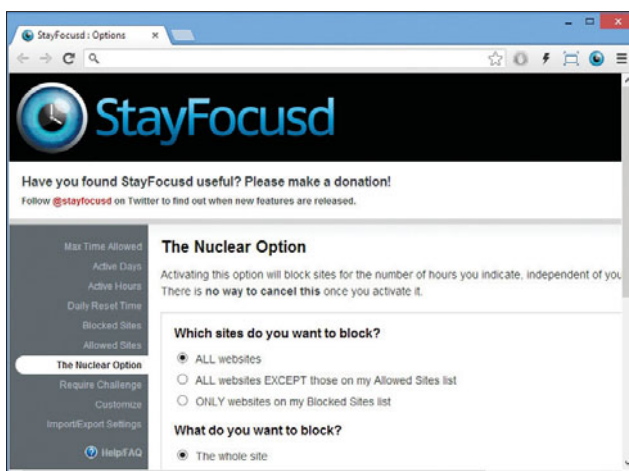 StayFocusd : Options
StayFocusd
Have you found StayFocusd useful? Please make a donation!
Follow @stayfocusd on Twitter to find out when new features are released.
Max Time Allowed
Active Days
Active Hours
Daily Reset Time
Blocked Sites
Allowed Sites
The Nuclear Option
Require Challenge
Customize
Import/Export Settings
Help/FAQ
The Nuclear Option
Activating this option will block sites for the number of hours you indicate, independent of you
There is no way to cancel this once you activate it.
Which sites do you want to block?
ALL websites
ALL websites EXCEPT those on my Allowed Sites list
ONLY websites on my Blocked Sites list
What do you want to block?
The whole site